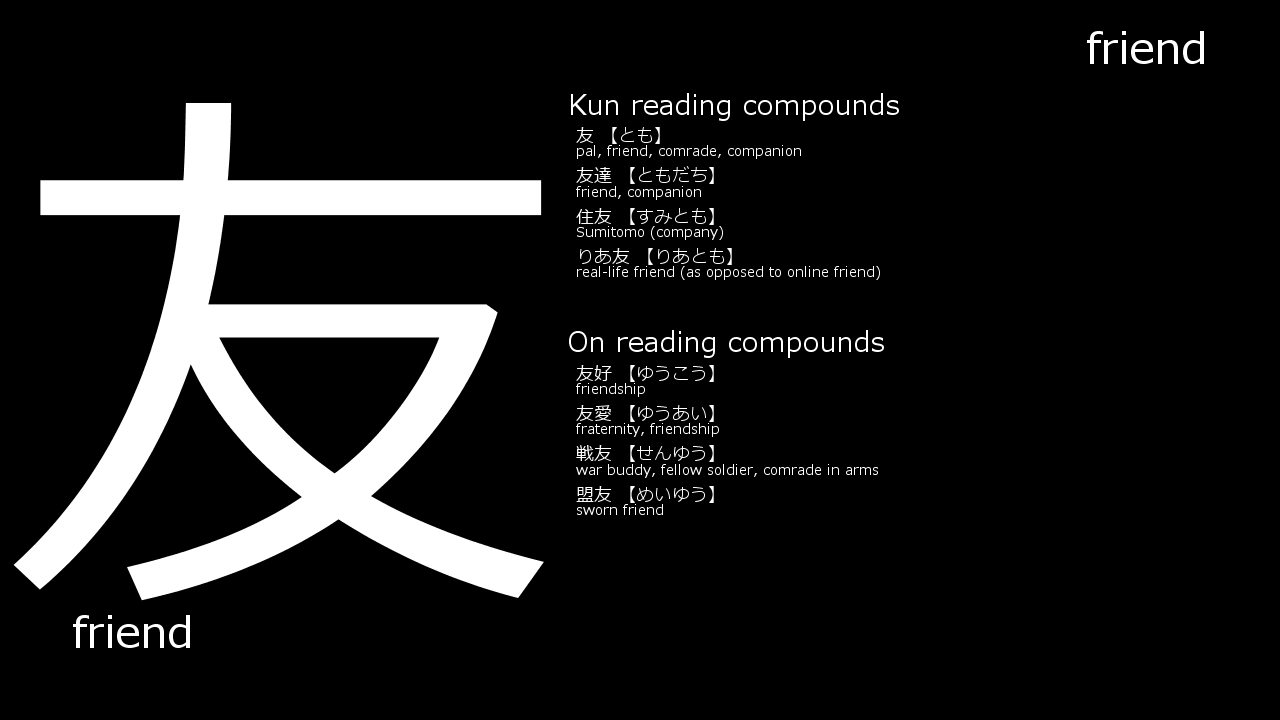 friend
友
Kun reading compounds
友 【とも】
pal, friend, comrade, companion
友達 【ともだち】
friend, companion
住友 【すみとも】
Sumitomo (company)
りあ友 【りあとも】
real-life friend (as opposed to online friend)
On reading compounds
友好 【ゆうこう】
friendship
友愛 【ゆうあい】
fraternity, friendship
戦友 【せんゆう】
war buddy, fellow soldier, comrade in arms
盟友 【めいゆう】
sworn friend
friend